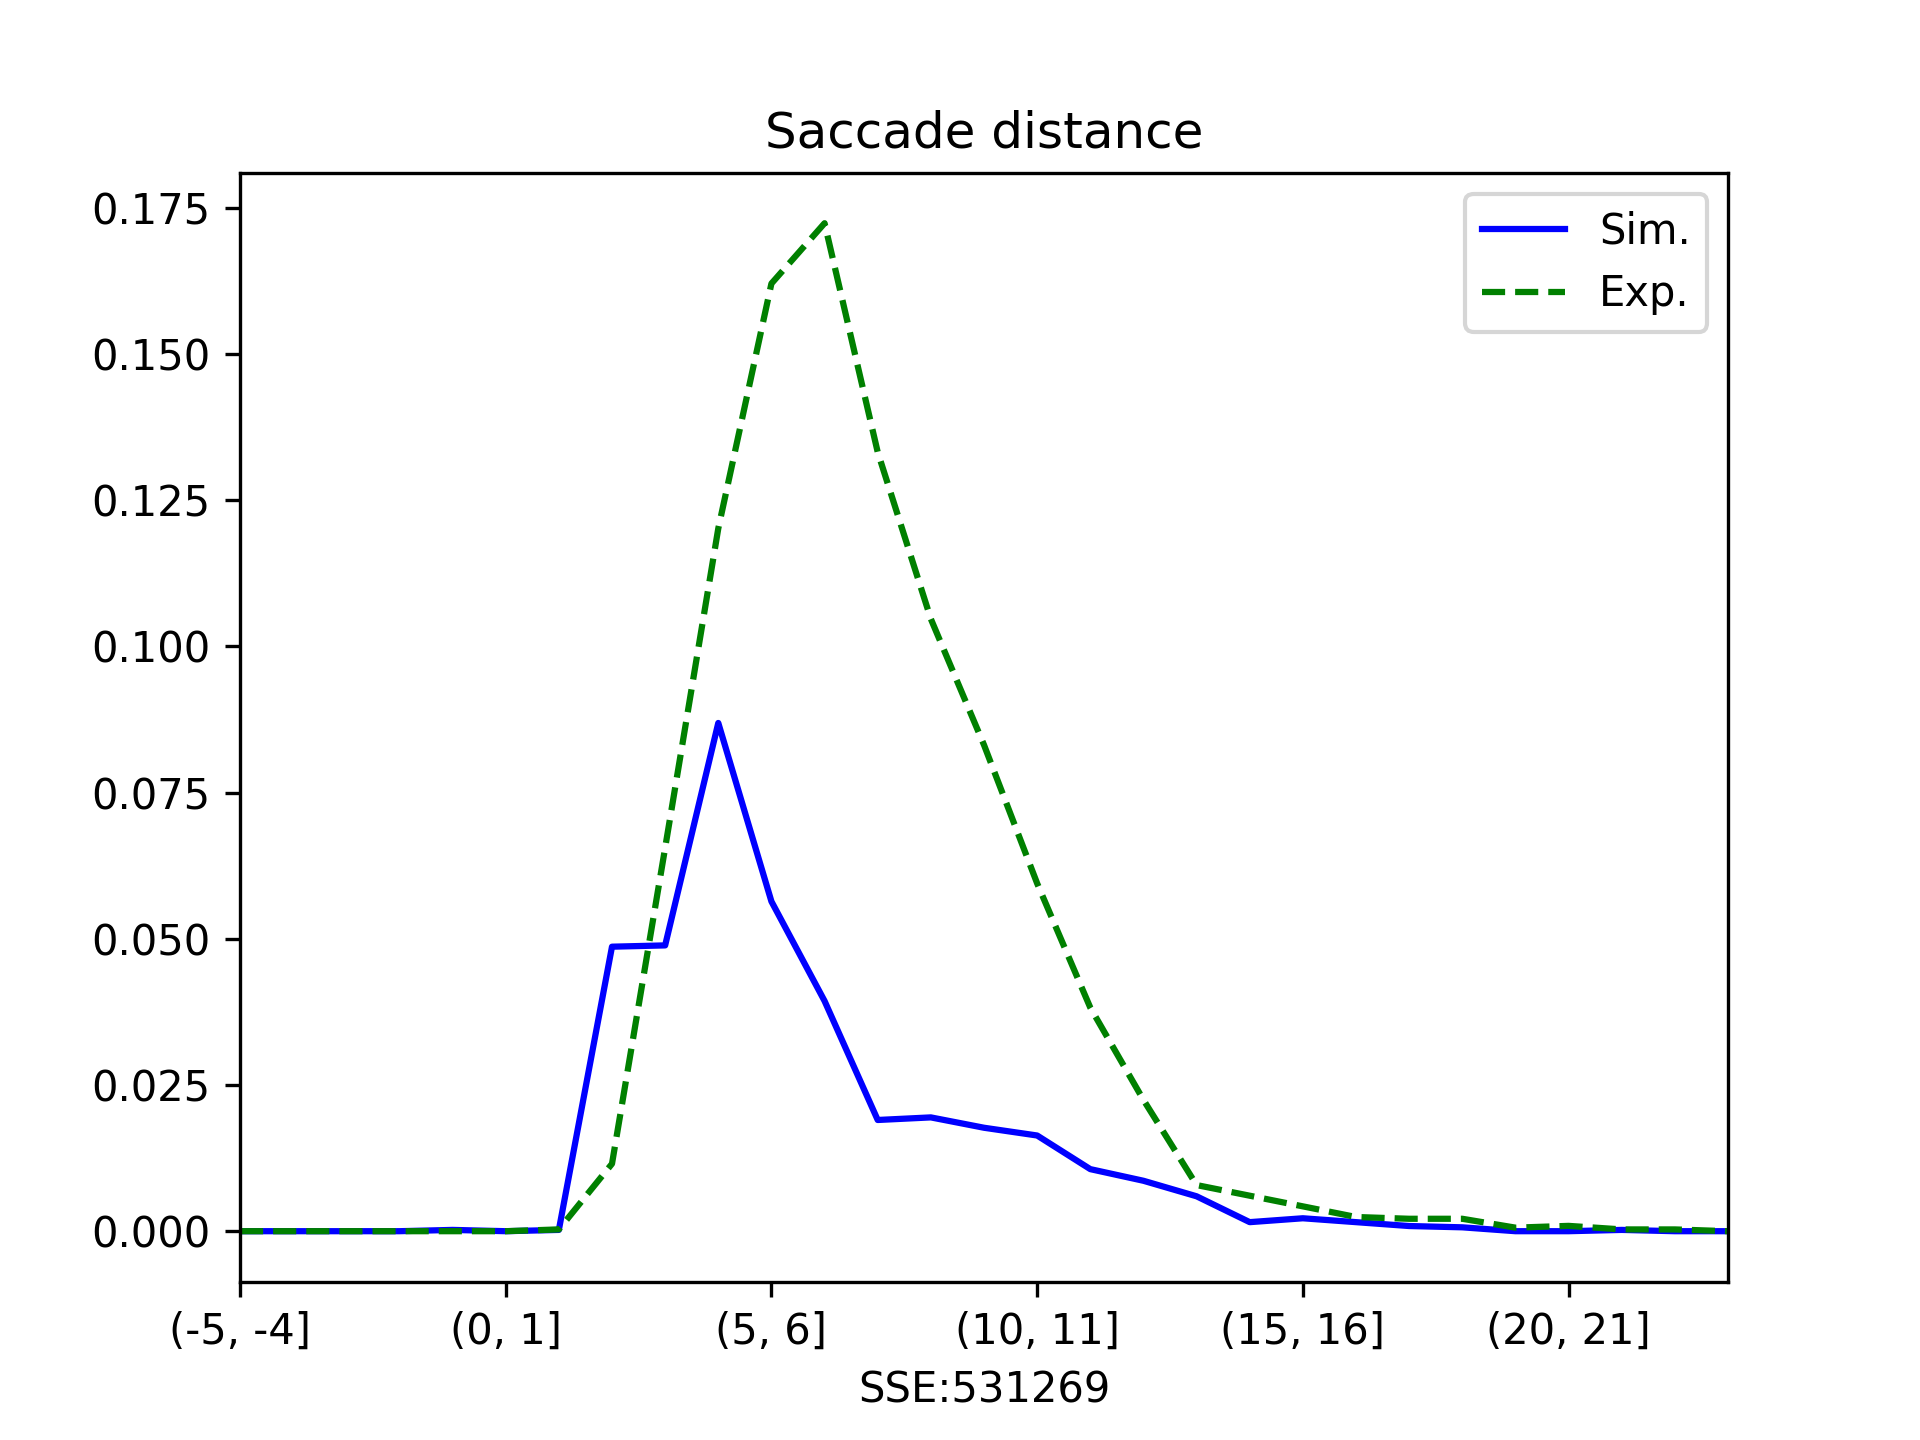 Saccade distance
0.175
0.150
0.125
0.100
0.075
0.050
0.025
0.000
Sim.
Exp.
(-5, -4] (0, 1] (5, 6] (10, 11] (15, 16] (20, 21]
SSE:531269